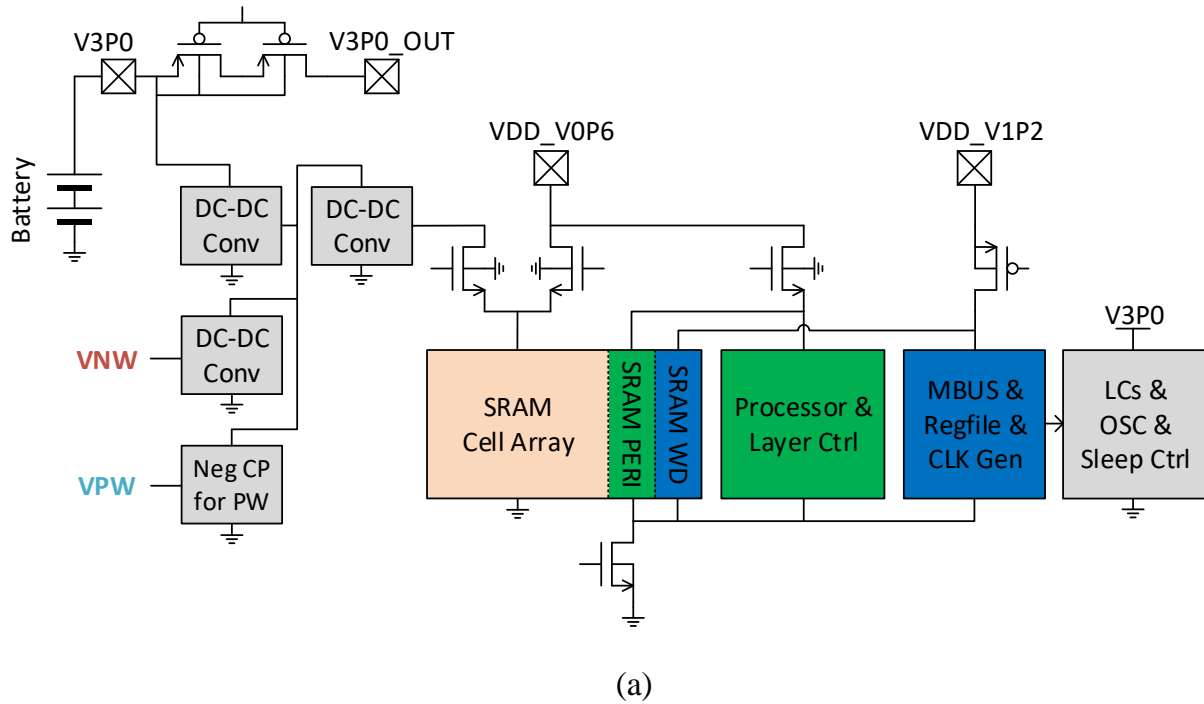 V3P0
V3P0_OUT
Battery
DC-DC
Conv
DC-DC
Conv
VDD_V0P6
VDD_V1P2
VNW
DC-DC
Conv
VPW
Neg CP
for PW
SRAM
Cell Array
SRAM PERI
SRAM WD
Processor &
Layer Ctrl
MBUS &
Regfile &
CLK Gen
V3P0
LCs &
OSC &
Sleep Ctrl
(a)